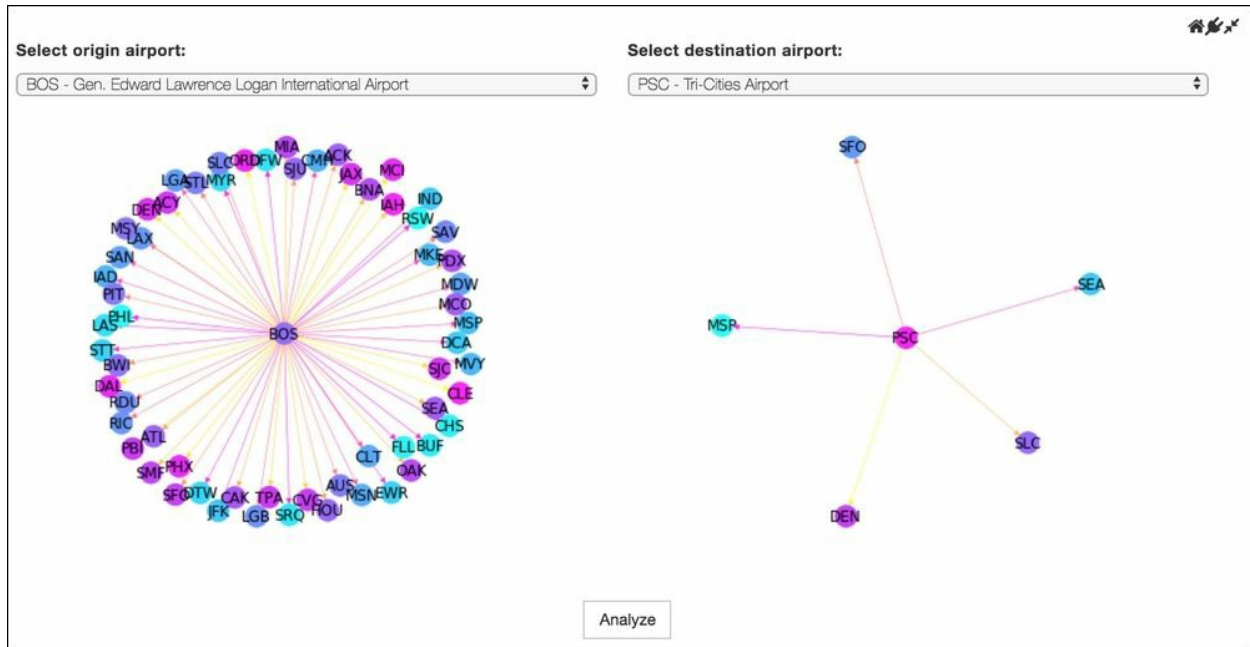 Select origin airport:
Select destination airport:
BOS - Gen. Edward Lawrence Logan International Airport
PSC - Tri-Cities Airport
MIA
SLC ORD DFW SJU CMH ACK
LGA STL MYR JAX MCI
DEN ACY BNA IAH IND
MSY LAX RSW SAV
SAN MKE PDX
IAD PIT MDW
PHL MCO
LAS MSP
BOS
STT DCA
BWI SJC MVY
DAL CLE
RDU SEA
RIC CHS
ATL
PBI CLT FLL BUF
SMF PHX OAK
SFO DTW CAK TPA CVG AUS MSN EWR
JFK LGB SRQ HOU
SFO
SEA
MSP
PSC
SLC
DEN
Analyze